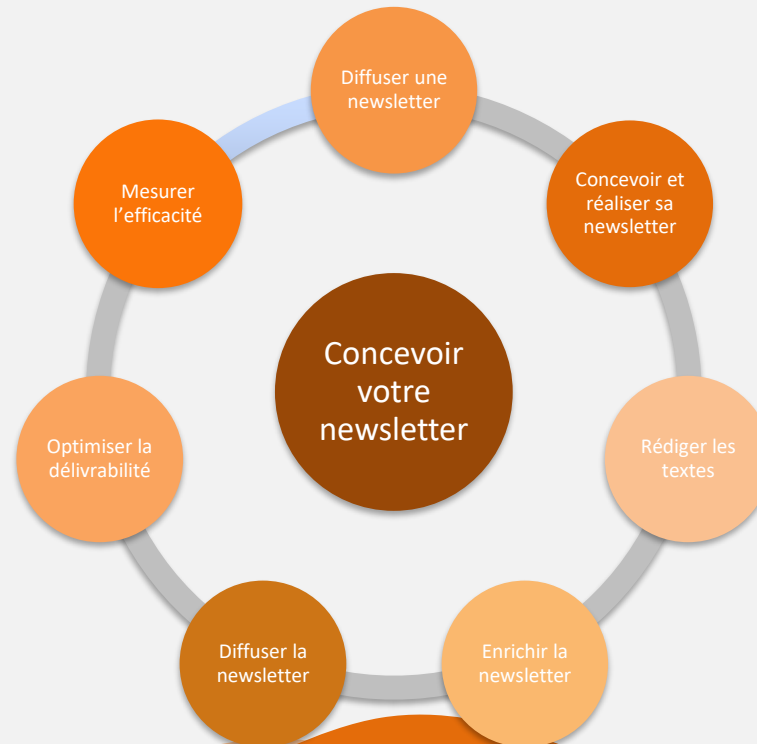 Diffuser une
newsletter
Concevoir et
réaliser sa
newsletter
Rédiger les
textes
Enrichir la
newsletter
Diffuser la
newsletter
Optimiser la
délivrabilité
Mesurer
l’efficacité
Concevoir
votre
newsletter